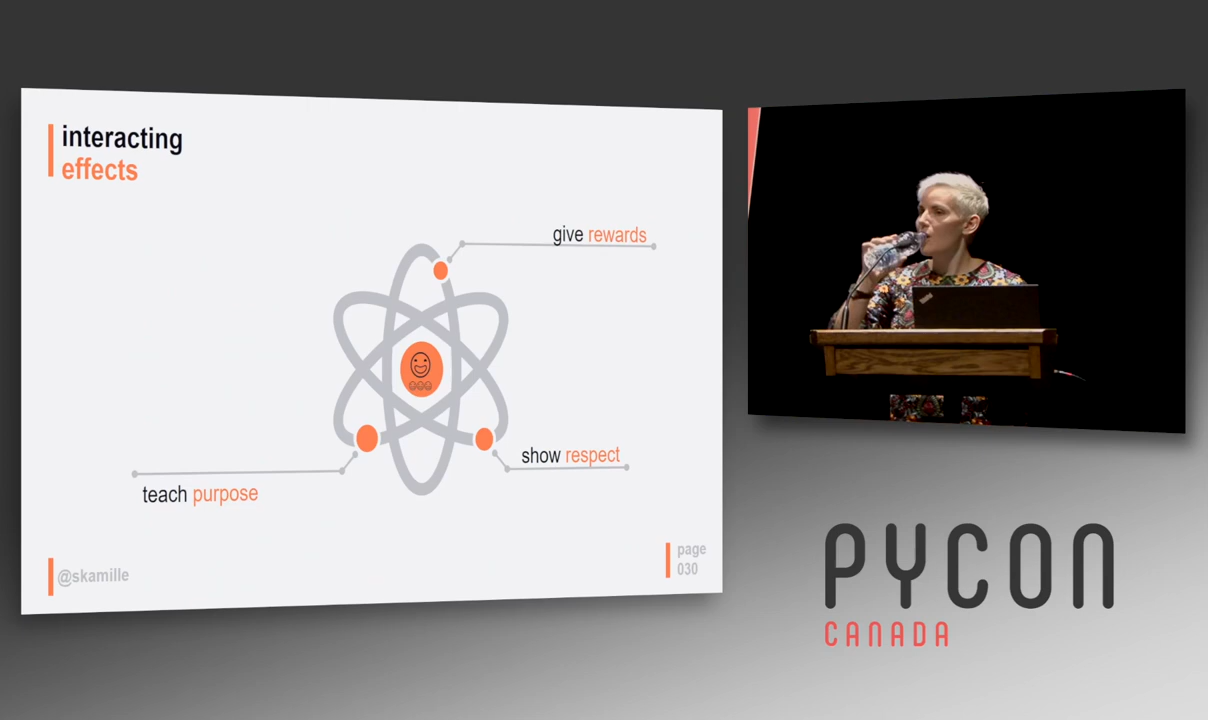 interacting
effects
give rewards
show respect
teach purpose
@skamille
page
030
PYCON
CANADA